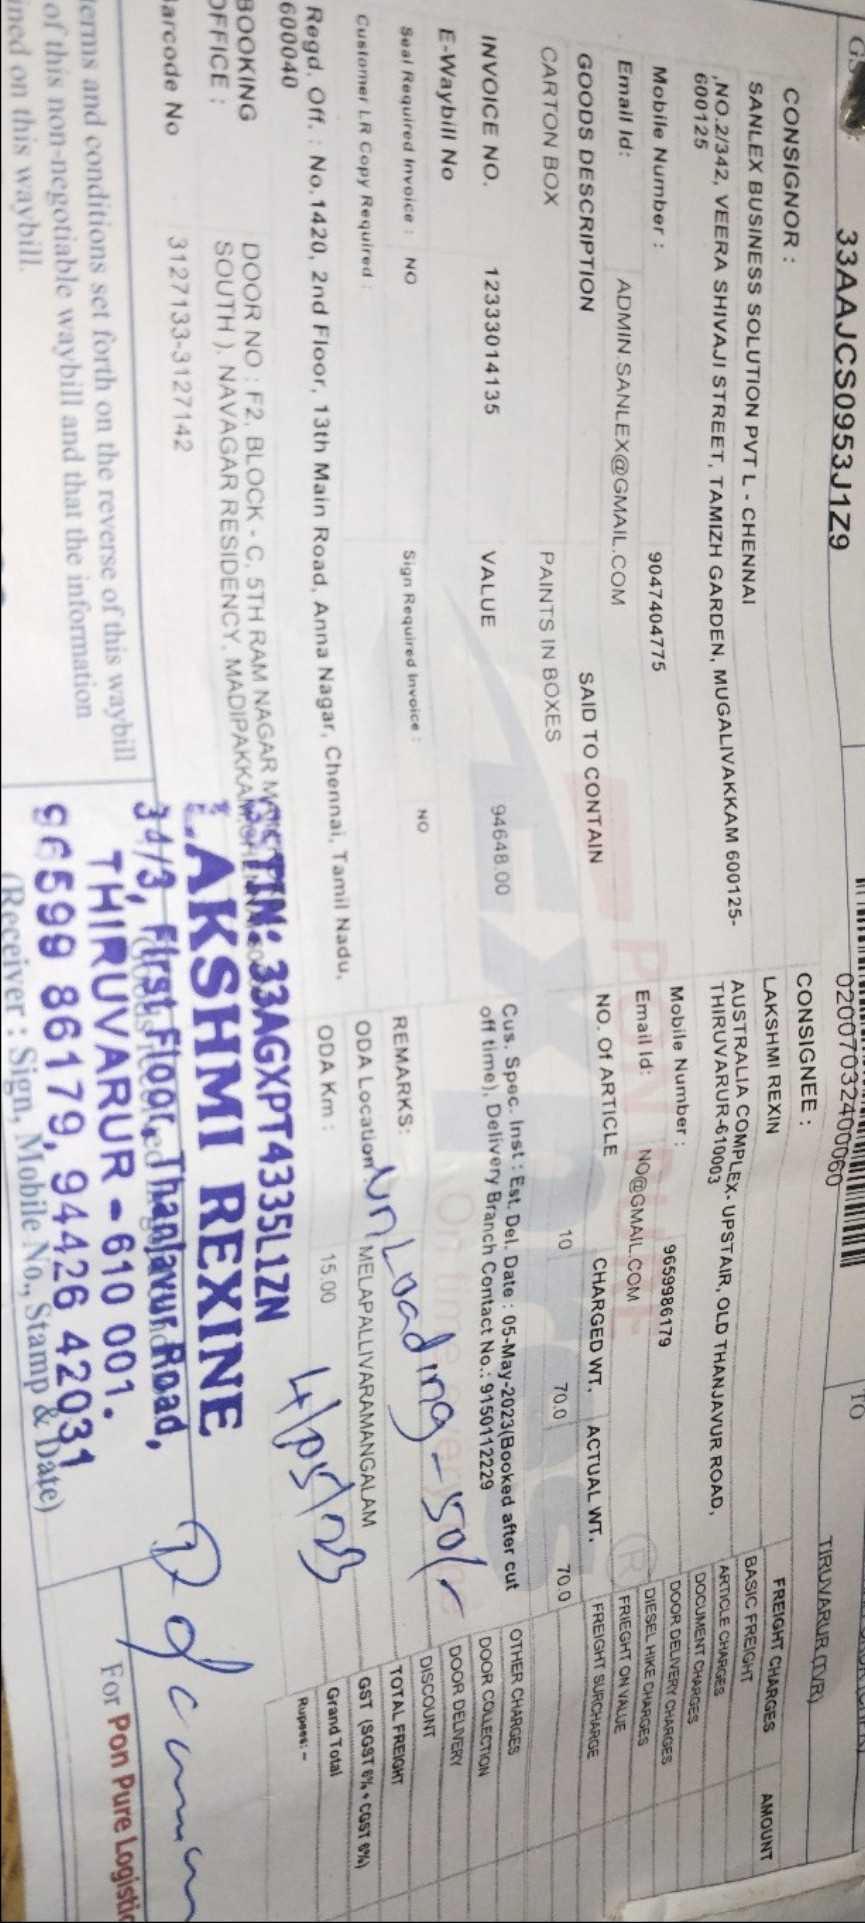 33AAJCS0953J1Z9
02007032400060
TO
TIRUVARUR (TVR)
CONSIGNOR :
SANLEX BUSINESS SOLUTION PVT L - CHENNAI
,NO.2/342, VEERA SHIVAJI STREET, TAMIZH GARDEN, MUGALIVAKKAM 600125-
600125
Mobile Number : 9047404775
Email Id: ADMIN.SANLEX@GMAIL.COM
CONSIGNEE :
LAKSHMI REXIN
AUSTRALIA COMPLEX- UPSTAIR, OLD THANJAVUR ROAD,
THIRUVARUR-610003
Mobile Number : 9659986179
Email Id: NO@GMAIL.COM
GOODS DESCRIPTION SAID TO CONTAIN NO. Of ARTICLE CHARGED WT. ACTUAL WT.
CARTON BOX PAINTS IN BOXES 10 70.0 70.0
INVOICE NO. 12333014135 VALUE 94648.00
E-Waybill No
Cus. Spec. Inst : Est. Del. Date : 05-May-2023(Booked after cut
off time), Delivery Branch Contact No.: 9150112229
Seal Required Invoice : NO Sign Required Invoice : NO
Customer LR Copy Required :
REMARKS:
UnLoading - 50/-
ODA Location : MELAPALLIVARAMANGALAM
ODA Km : 15.00
4/05/23
Regd. Off. : No.1420, 2nd Floor, 13th Main Road, Anna Nagar, Chennai, Tamil Nadu,
600040
BOOKING
OFFICE :
DOOR NO : F2, BLOCK - C, 5TH RAM NAGAR
SOUTH ), NAVAGAR RESIDENCY, MADIPAKKAM
arcode No 3127133-3127142
FREIGHT CHARGES AMOUNT
BASIC FREIGHT
ARTICLE CHARGES
DOCUMENT CHARGES
DOOR DELIVERY CHARGES
DIESEL HIKE CHARGES
FRIEGHT ON VALUE
FREIGHT SURCHARGE
OTHER CHARGES
DOOR COLLECTION
DOOR DELIVERY
DISCOUNT
TOTAL FREIGHT
GST (SGST 6% + CGST 6%)
Grand Total
Rupees: --
erms and conditions set forth on the reverse of this waybill
of this non-negotiable waybill and that the information
ined on this waybill.
GSTIN: 33AGXPT4335L1ZN
LAKSHMI REXINE
34/3, First Floor, Thanjavur Road,
THIRUVARUR - 610 001.
96599 86179, 94426 42031
(Receiver : Sign, Mobile No., Stamp & Date)
For Pon Pure Logistic